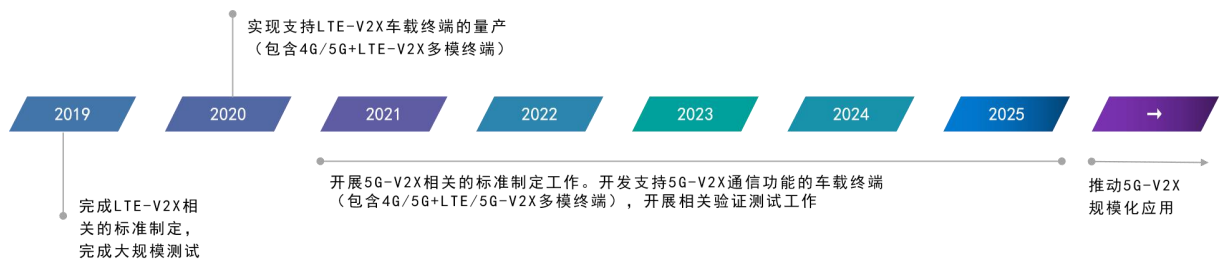 实现支持LTE-V2X车载终端的量产
（包含4G/5G+LTE-V2X多模终端）
2019
2020
2021
2022
2023
2024
2025
→
开展5G-V2X相关的标准制定工作。开发支持5G-V2X通信功能的车载终端
（包含4G/5G+LTE/5G-V2X多模终端），开展相关验证测试工作
推动5G-V2X
规模化应用
完成LTE-V2X相
关的标准制定，
完成大规模测试